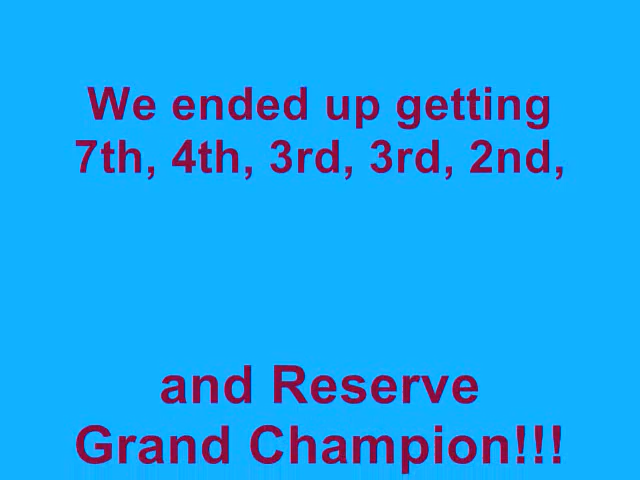 We ended up getting
7th, 4th, 3rd, 3rd, 2nd,
and Reserve
Grand Champion!!!